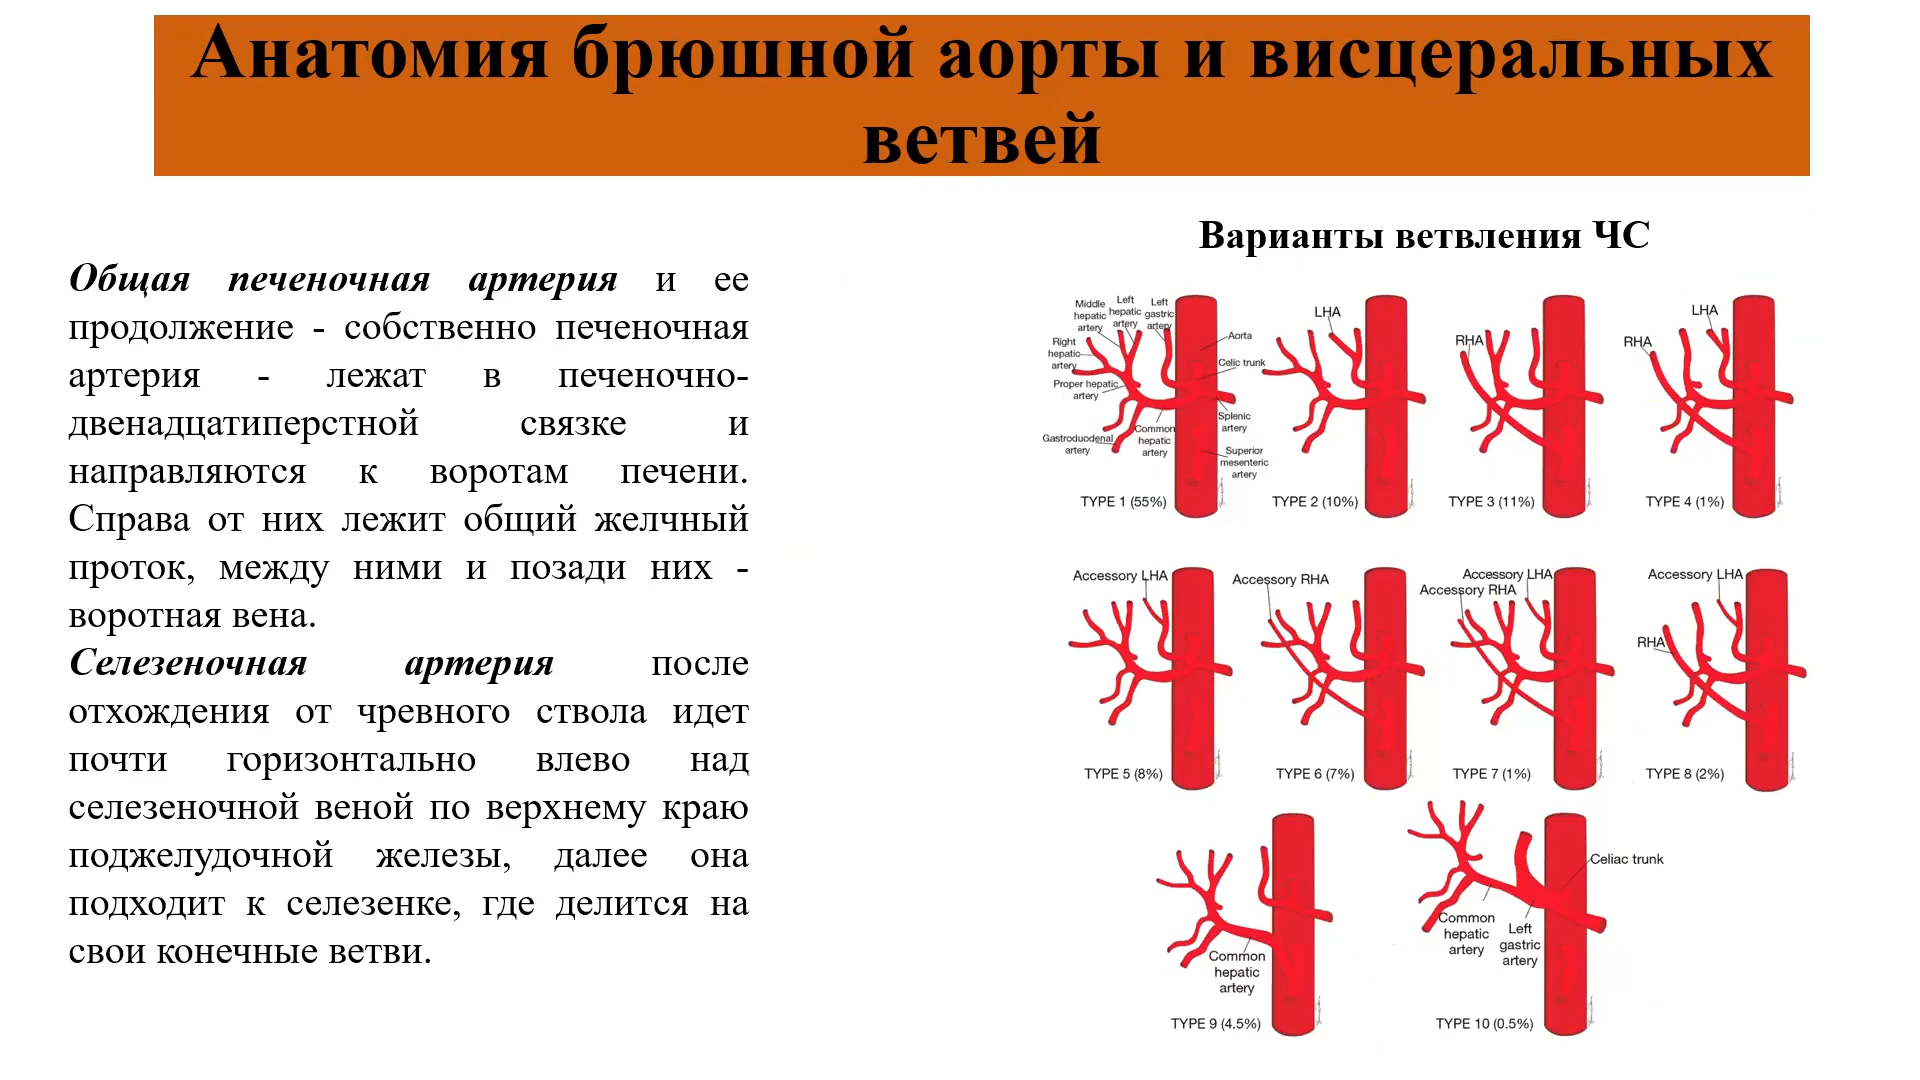 Анатомия брюшной аорты и висцеральных
ветвей
Общая печеночная артерия и ее
продолжение - собственно печеночная
артерия - лежат в печеночно-
двенадцатиперстной связке и
направляются к воротам печени.
Справа от них лежит общий желчный
проток, между ними и позади них -
воротная вена.
Селезеночная артерия после
отхождения от чревного ствола идет
почти горизонтально влево над
селезеночной веной по верхнему краю
поджелудочной железы, далее она
подходит к селезенке, где делится на
свои конечные ветви.
Варианты ветвления ЧС
Middle
hepatic
artery
Left
hepatic
artery
Left
gastric
artery
Right
hepatic
artery
Proper hepatic
artery
Gastroduodenal
artery
Common
hepatic
artery
Aorta
Celic trunk
Splenic
artery
Superior
mesenteric
artery
TYPE 1 (55%)
LHA
TYPE 2 (10%)
RHA
TYPE 3 (11%)
LHA
RHA
TYPE 4 (1%)
Accessory LHA
TYPE 5 (8%)
Accessory RHA
TYPE 6 (7%)
Accessory LHA
Accessory RHA
TYPE 7 (1%)
Accessory LHA
RHA
TYPE 8 (2%)
Common
hepatic
artery
TYPE 9 (4.5%)
Celiac trunk
Common
hepatic
artery
Left
gastric
artery
TYPE 10 (0.5%)